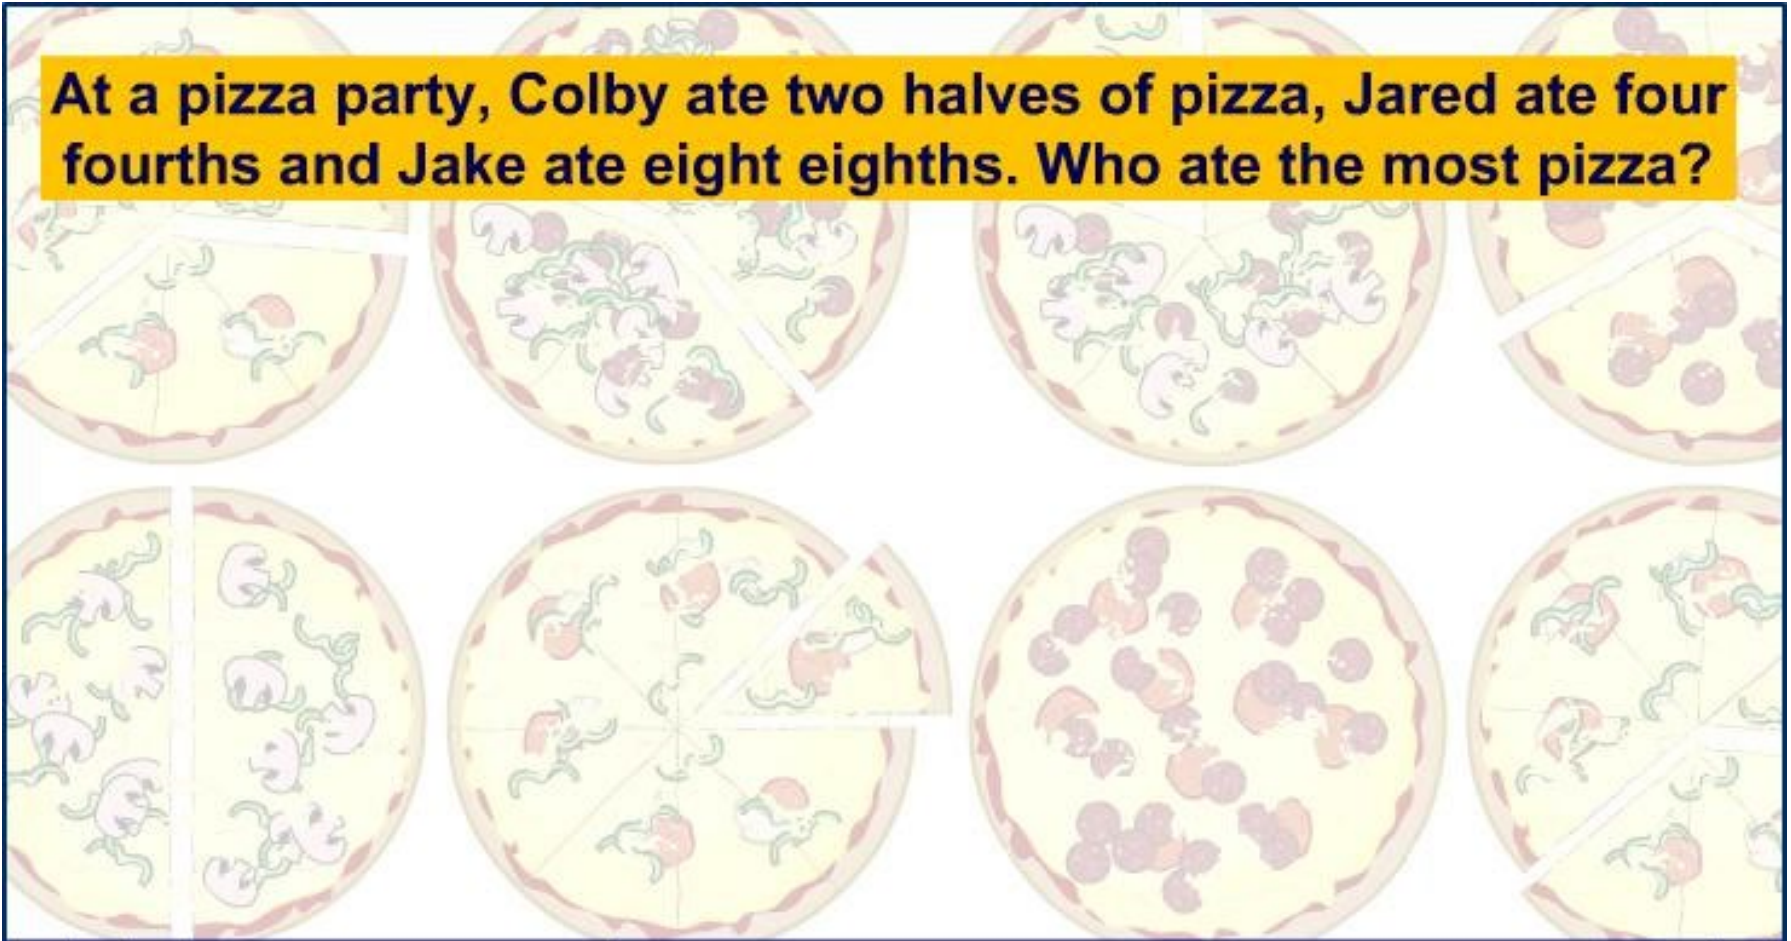 At a pizza party, Colby ate two halves of pizza, Jared ate four
fourths and Jake ate eight eighths. Who ate the most pizza?